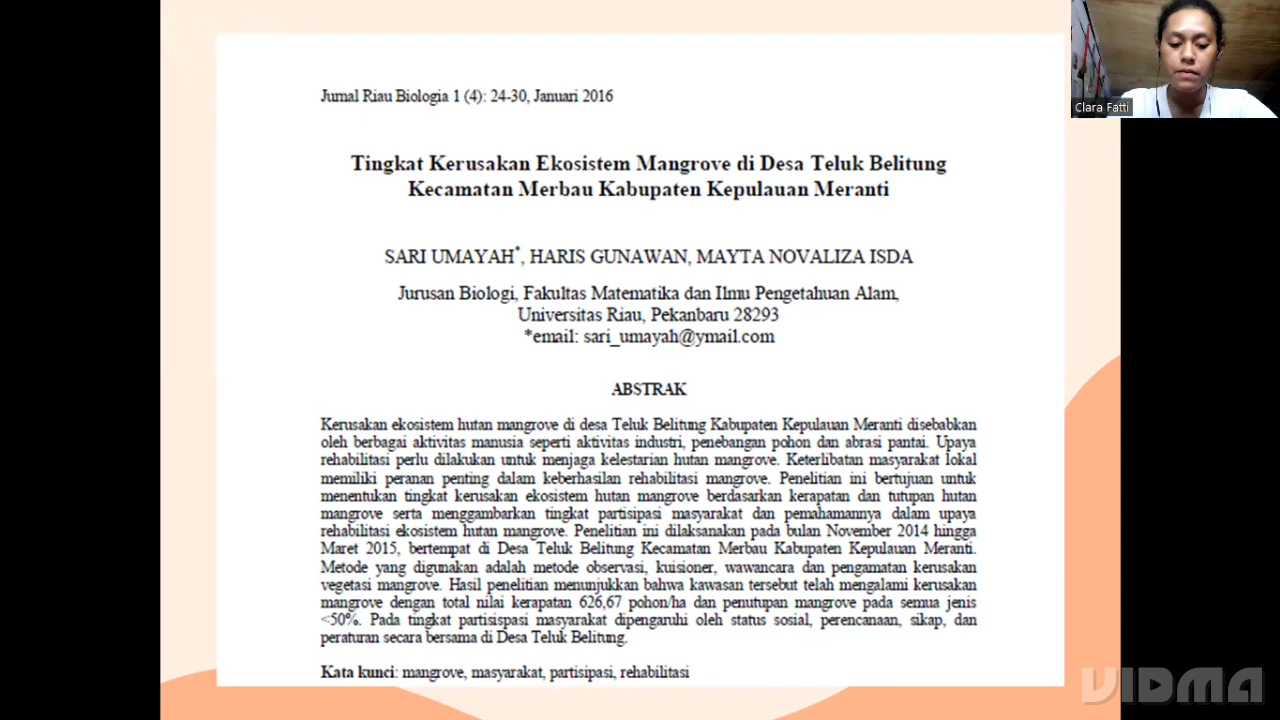 Jurnal Riau Biologia 1 (4): 24-30, Januari 2016
Tingkat Kerusakan Ekosistem Mangrove di Desa Teluk Belitung
Kecamatan Merbau Kabupaten Kepulauan Meranti
SARI UMAYAH*, HARIS GUNAWAN, MAYTA NOVALIZA ISDA
Jurusan Biologi, Fakultas Matematika dan Ilmu Pengetahuan Alam,
Universitas Riau, Pekanbaru 28293
*email: sari_umayah@ymail.com
ABSTRAK
Kerusakan ekosistem hutan mangrove di desa Teluk Belitung Kabupaten Kepulauan Meranti disebabkan
oleh berbagai aktivitas manusia seperti aktivitas industri, penebangan pohon dan abrasi pantai. Upaya
rehabilitasi perlu dilakukan untuk menjaga kelestarian hutan mangrove. Keterlibatan masyarakat lokal
memiliki peranan penting dalam keberhasilan rehabilitasi mangrove. Penelitian ini bertujuan untuk
menentukan tingkat kerusakan ekosistem hutan mangrove berdasarkan kerapatan dan tutupan hutan
mangrove serta menggambarkan tingkat partisipasi masyarakat dan pemahamannya dalam upaya
rehabilitasi ekosistem hutan mangrove. Penelitian ini dilaksanakan pada bulan November 2014 hingga
Maret 2015, bertempat di Desa Teluk Belitung Kecamatan Merbau Kabupaten Kepulauan Meranti.
Metode yang digunakan adalah metode observasi, kuisioner, wawancara dan pengamatan kerusakan
vegetasi mangrove. Hasil penelitian menunjukkan bahwa kawasan tersebut telah mengalami kerusakan
mangrove dengan total nilai kerapatan 626,67 pohon/ha dan penutupan mangrove pada semua jenis
<50%. Pada tingkat partisispasi masyarakat dipengaruhi oleh status sosial, perencanaan, sikap, dan
peraturan secara bersama di Desa Teluk Belitung.
Kata kunci: mangrove, masyarakat, partisipasi, rehabilitasi
Clara Fatti
VIDMA